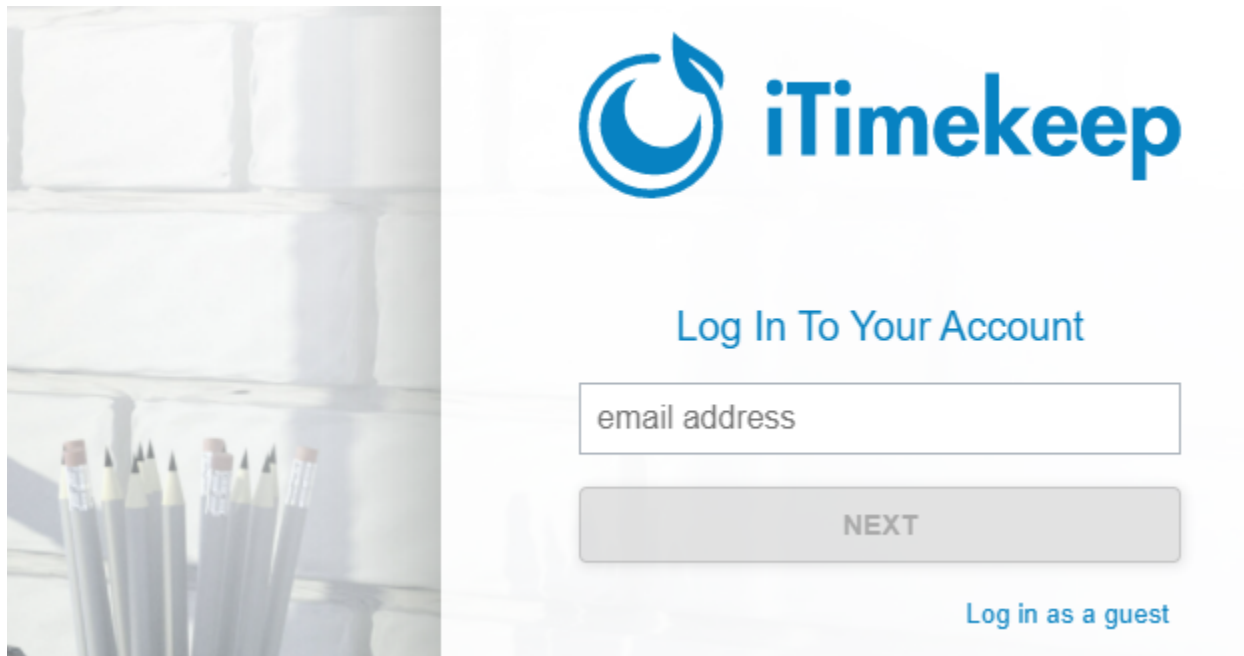 iTimekeep
Log In To Your Account
email address
NEXT
Log in as a guest